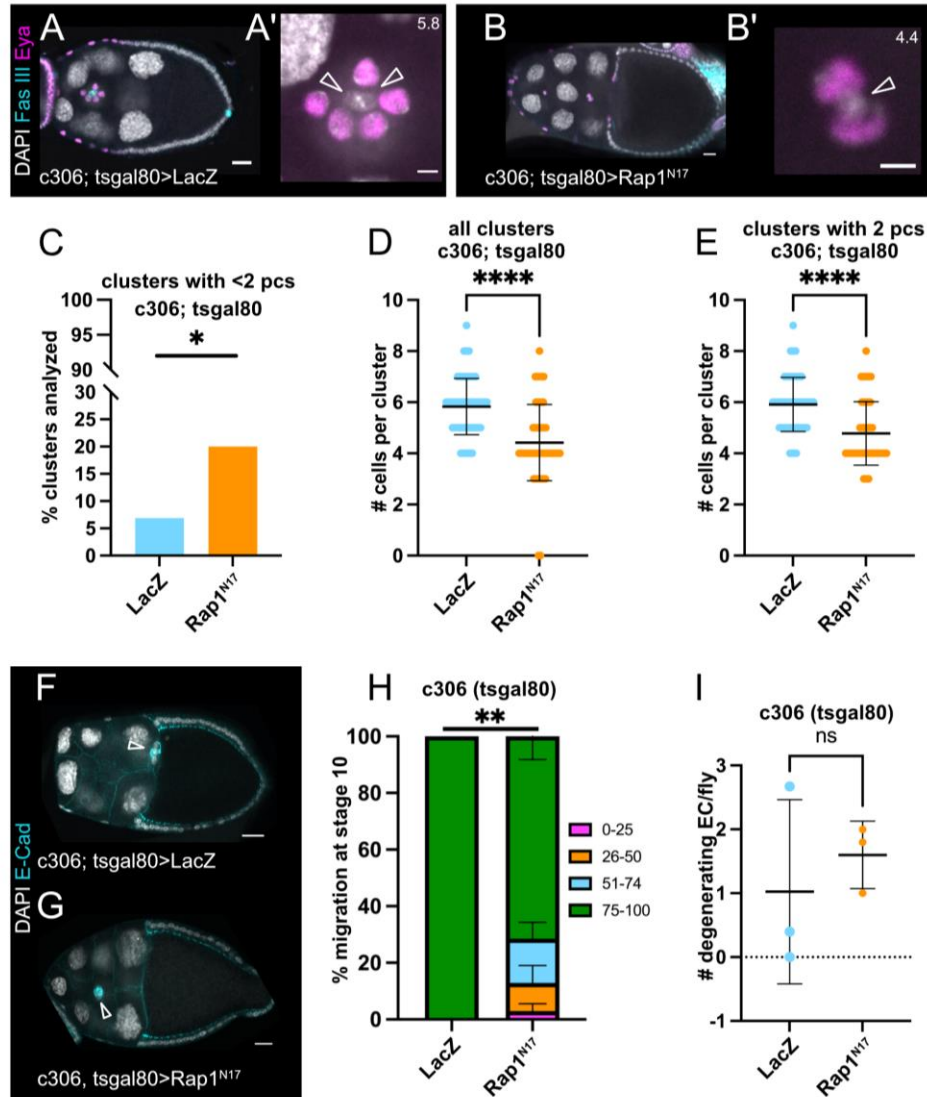 A
A'
5.8
B
B'
4.4
DAPI Fas III Eya
c306; tsgal80>LacZ
c306; tsgal80>Rap1N17
C
clusters with <2 pcs
c306; tsgal80
*
% clusters analyzed
100
95
90
30
25
20
15
10
5
0
LacZ
Rap1N17
D
all clusters
c306; tsgal80
****
# cells per cluster
10
8
6
4
2
0
LacZ
Rap1N17
E
clusters with 2 pcs
c306; tsgal80
****
# cells per cluster
10
8
6
4
2
0
LacZ
Rap1N17
F
DAPI E-Cad
c306; tsgal80>LacZ
G
c306, tsgal80>Rap1N17
H
c306 (tsgal80)
**
% migration at stage 10
100
80
60
40
20
0
LacZ
Rap1N17
0-25
26-50
51-74
75-100
I
c306 (tsgal80)
ns
# degenerating EC/fly
3
2
1
0
-1
LacZ
Rap1N17